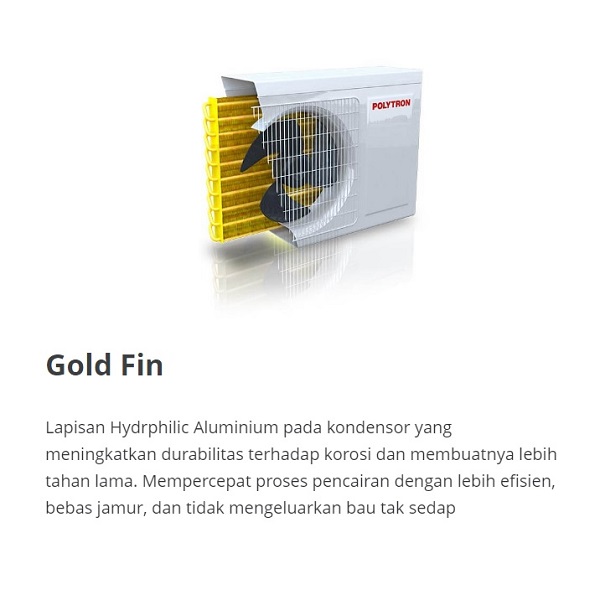 POLYTRON
Gold Fin
Lapisan Hydrphilic Aluminium pada kondensor yang
meningkatkan durabilitas terhadap korosi dan membuatnya lebih
tahan lama. Mempercepat proses pencairan dengan lebih efisien,
bebas jamur, dan tidak mengeluarkan bau tak sedap